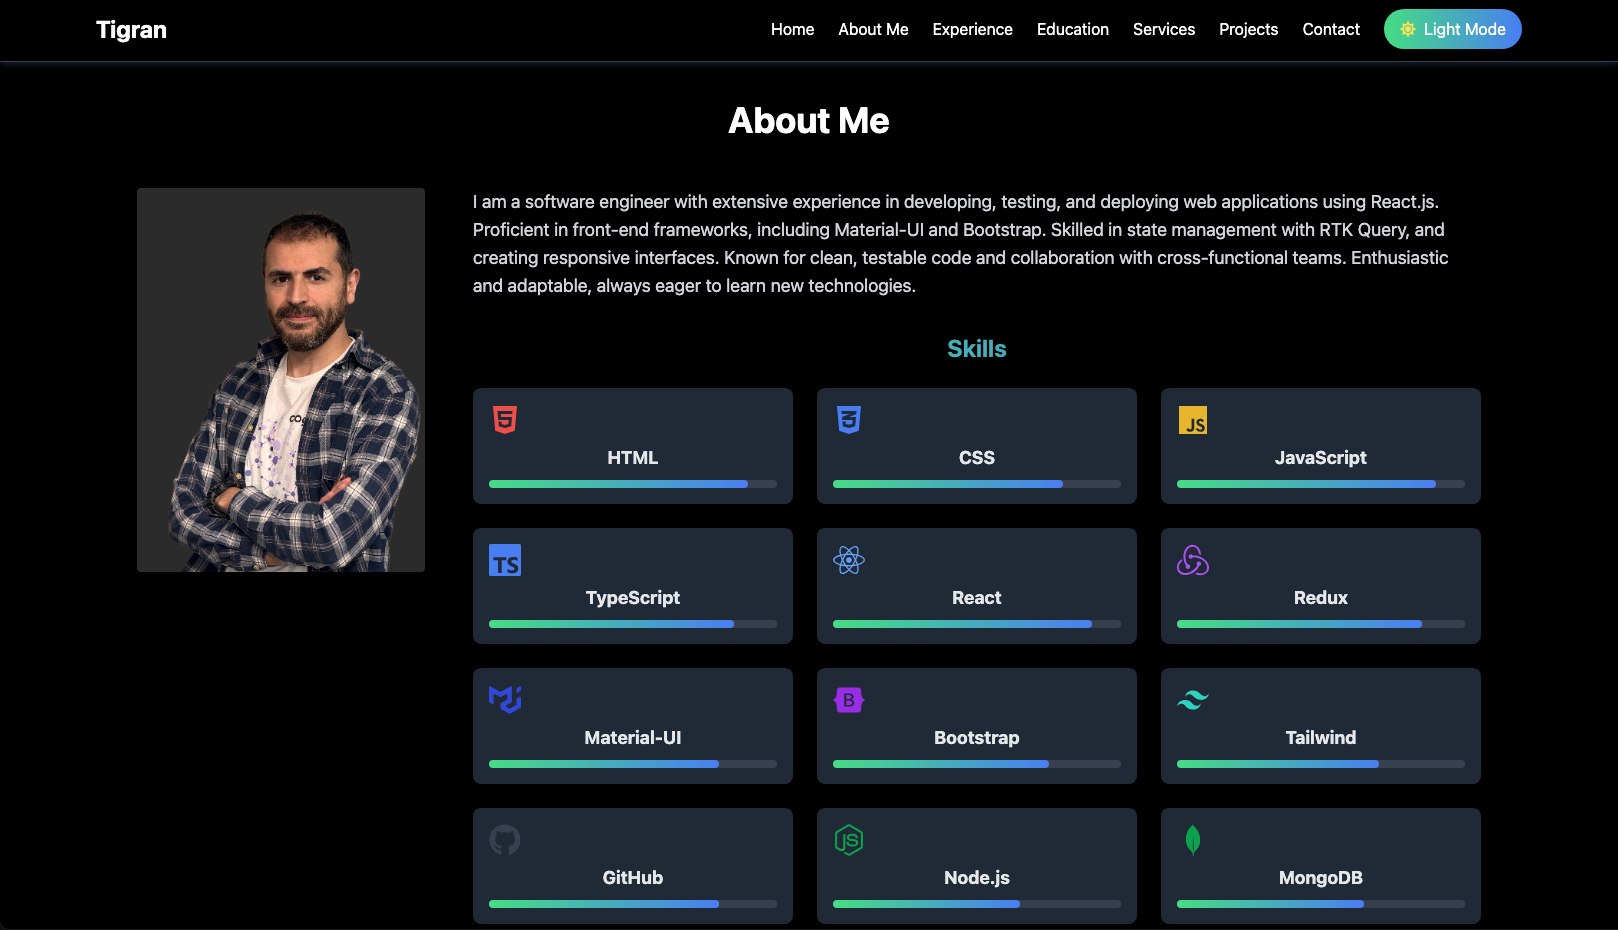 Tigran
Home About Me Experience Education Services Projects Contact Light Mode
About Me
I am a software engineer with extensive experience in developing, testing, and deploying web applications using React.js.
Proficient in front-end frameworks, including Material-UI and Bootstrap. Skilled in state management with RTK Query, and
creating responsive interfaces. Known for clean, testable code and collaboration with cross-functional teams. Enthusiastic
and adaptable, always eager to learn new technologies.
Skills
5
3
JS
HTML
CSS
JavaScript
TS
TypeScript
React
Redux
B
Material-UI
Bootstrap
Tailwind
JS
GitHub
Node.js
MongoDB